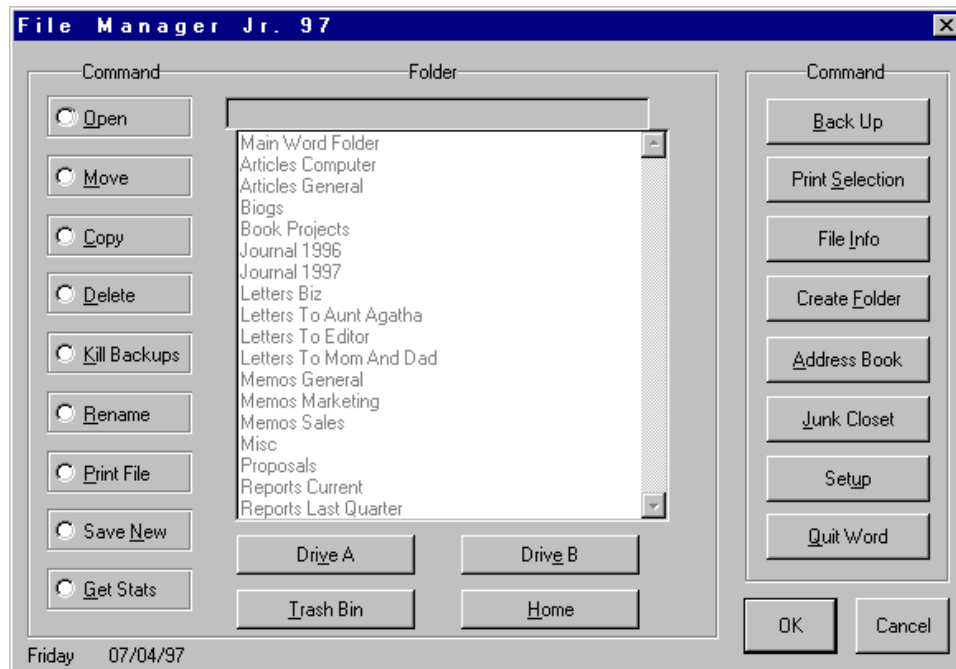 File Manager Jr. 97
Command
Open
Move
Copy
Delete
Kill Backups
Rename
Print File
Save New
Get Stats
Folder
Main Word Folder
Articles Computer
Articles General
Biogs
Book Projects
Journal 1996
Journal 1997
Letters Biz
Letters To Aunt Agatha
Letters To Editor
Letters To Mom And Dad
Memos General
Memos Marketing
Memos Sales
Misc
Proposals
Reports Current
Reports Last Quarter
Drive A
Drive B
Trash Bin
Home
Command
Back Up
Print Selection
File Info
Create Folder
Address Book
Junk Closet
Setup
Quit Word
OK
Cancel
Friday 07/04/97